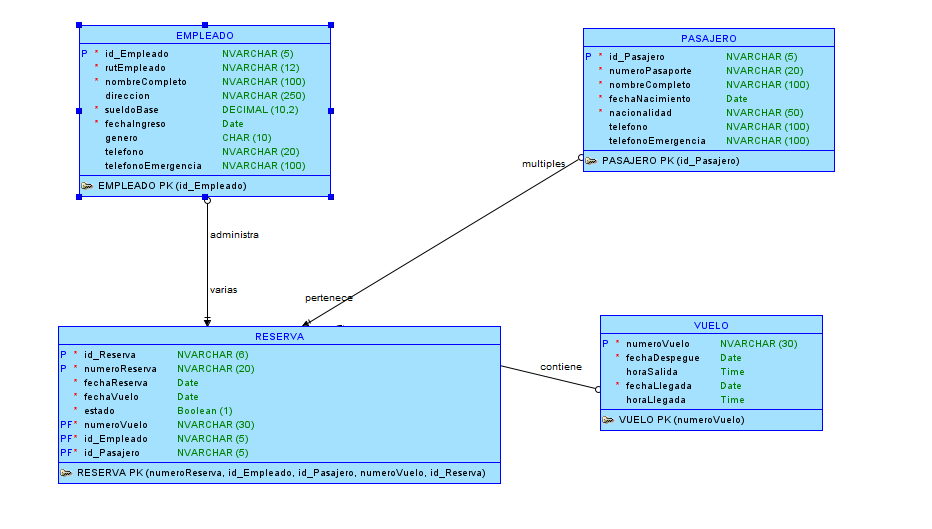 EMPLEADO
P * id_Empleado NVARCHAR (5)
* rutEmpleado NVARCHAR (12)
* nombreCompleto NVARCHAR (100)
direccion NVARCHAR (250)
* sueldoBase DECIMAL (10,2)
* fechaIngreso Date
genero CHAR (10)
telefono NVARCHAR (20)
telefonoEmergencia NVARCHAR (100)
EMPLEADO PK (id_Empleado)
PASAJERO
P * id_Pasajero NVARCHAR (5)
* numeroPasaporte NVARCHAR (20)
* nombreCompleto NVARCHAR (100)
* fechaNacimiento Date
* nacionalidad NVARCHAR (50)
telefono NVARCHAR (100)
telefonoEmergencia NVARCHAR (100)
PASAJERO PK (id_Pasajero)
multiples
administra
varias
pertenece
RESERVA
P * id_Reserva NVARCHAR (6)
P * numeroReserva NVARCHAR (20)
* fechaReserva Date
* fechaVuelo Date
* estado Boolean (1)
PF* numeroVuelo NVARCHAR (30)
PF* id_Empleado NVARCHAR (5)
PF* id_Pasajero NVARCHAR (5)
RESERVA PK (numeroReserva, id_Empleado, id_Pasajero, numeroVuelo, id_Reserva)
contiene
VUELO
P * numeroVuelo NVARCHAR (30)
* fechaDespegue Date
horaSalida Time
* fechaLlegada Date
horaLlegada Time
VUELO PK (numeroVuelo)